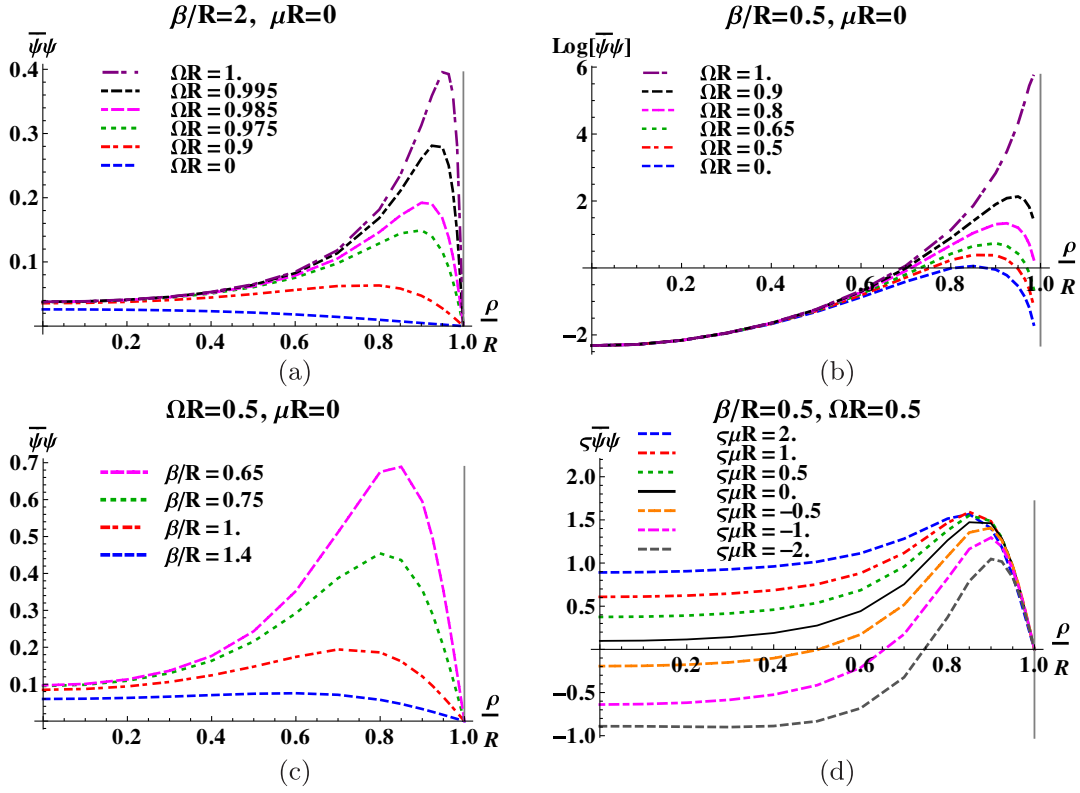 β/R=2, μR=0
ψ̅ψ
0.4
0.3
0.2
0.1
ΩR = 1.
ΩR = 0.995
ΩR = 0.985
ΩR = 0.975
ΩR = 0.9
ΩR = 0
0.2 0.4 0.6 0.8 1.0
ρ
R
(a)
β/R=0.5, μR=0
Log[ψ̅ψ]
6
4
2
−2
ΩR = 1.
ΩR = 0.9
ΩR = 0.8
ΩR = 0.65
ΩR = 0.5
ΩR = 0.
0.2 0.4 0.6 0.8 1.0
ρ
R
(b)
ΩR=0.5, μR=0
ψ̅ψ
0.7
0.6
0.5
0.4
0.3
0.2
0.1
β/R = 0.65
β/R = 0.75
β/R = 1.
β/R = 1.4
0.2 0.4 0.6 0.8 1.0
ρ
R
(c)
β/R=0.5, ΩR=0.5
ςψ̅ψ
2.0
1.5
1.0
0.5
−0.5
−1.0
ςμR = 2.
ςμR = 1.
ςμR = 0.5
ςμR = 0.
ςμR = −0.5
ςμR = −1.
ςμR = −2.
0.2 0.4 0.6 0.8 1.0
ρ
R
(d)